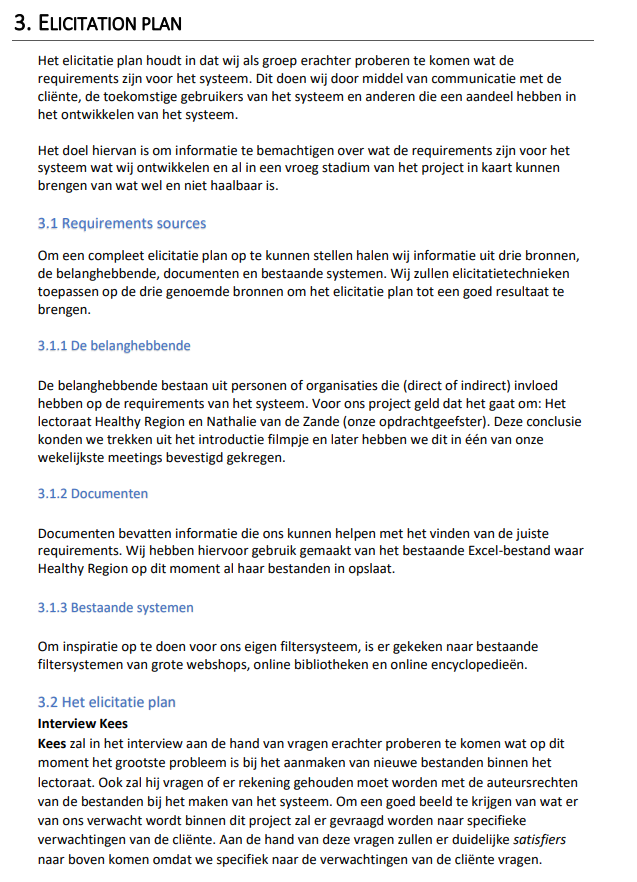 3. ELICITATION PLAN
Het elicitatie plan houdt in dat wij als groep erachter proberen te komen wat de
requirements zijn voor het systeem. Dit doen wij door middel van communicatie met de
cliënte, de toekomstige gebruikers van het systeem en anderen die een aandeel hebben in
het ontwikkelen van het systeem.
Het doel hiervan is om informatie te bemachtigen over wat de requirements zijn voor het
systeem wat wij ontwikkelen en al in een vroeg stadium van het project in kaart kunnen
brengen van wat wel en niet haalbaar is.
3.1 Requirements sources
Om een compleet elicitatie plan op te kunnen stellen halen wij informatie uit drie bronnen,
de belanghebbende, documenten en bestaande systemen. Wij zullen elicitatietechnieken
toepassen op de drie genoemde bronnen om het elicitatie plan tot een goed resultaat te
brengen.
3.1.1 De belanghebbende
De belanghebbende bestaan uit personen of organisaties die (direct of indirect) invloed
hebben op de requirements van het systeem. Voor ons project geld dat het gaat om: Het
lectoraat Healthy Region en Nathalie van de Zande (onze opdrachtgeefster). Deze conclusie
konden we trekken uit het introductie filmpje en later hebben we dit in één van onze
wekelijkste meetings bevestigd gekregen.
3.1.2 Documenten
Documenten bevatten informatie die ons kunnen helpen met het vinden van de juiste
requirements. Wij hebben hiervoor gebruik gemaakt van het bestaande Excel-bestand waar
Healthy Region op dit moment al haar bestanden in opslaat.
3.1.3 Bestaande systemen
Om inspiratie op te doen voor ons eigen filtersysteem, is er gekeken naar bestaande
filtersystemen van grote webshops, online bibliotheken en online encyclopedieën.
3.2 Het elicitatie plan
Interview Kees
Kees zal in het interview aan de hand van vragen erachter proberen te komen wat op dit
moment het grootste probleem is bij het aanmaken van nieuwe bestanden binnen het
lectoraat. Ook zal hij vragen of er rekening gehouden moet worden met de auteursrechten
van de bestanden bij het maken van het systeem. Om een goed beeld te krijgen van wat er
van ons verwacht wordt binnen dit project zal er gevraagd worden naar specifieke
verwachtingen van de cliënte. Aan de hand van deze vragen zullen er duidelijke satisfiers
naar boven komen omdat we specifiek naar de verwachtingen van de cliënte vragen.